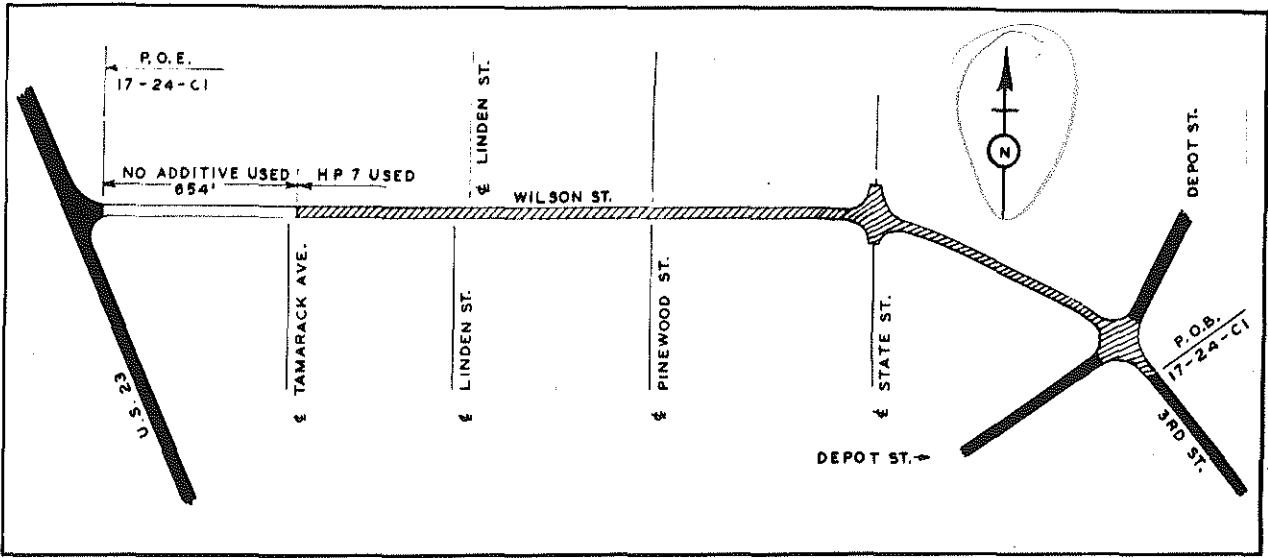 P.O.E.
17-24-C1
NO ADDITIVE USED
654'
HP 7 USED
℄ LINDEN ST.
WILSON ST.
N
DEPOT ST.
U.S. 23
℄ TAMARACK AVE.
℄ LINDEN ST.
℄ PINEWOOD ST.
℄ STATE ST.
DEPOT ST.
P.O.B.
17-24-C1
3RD ST.